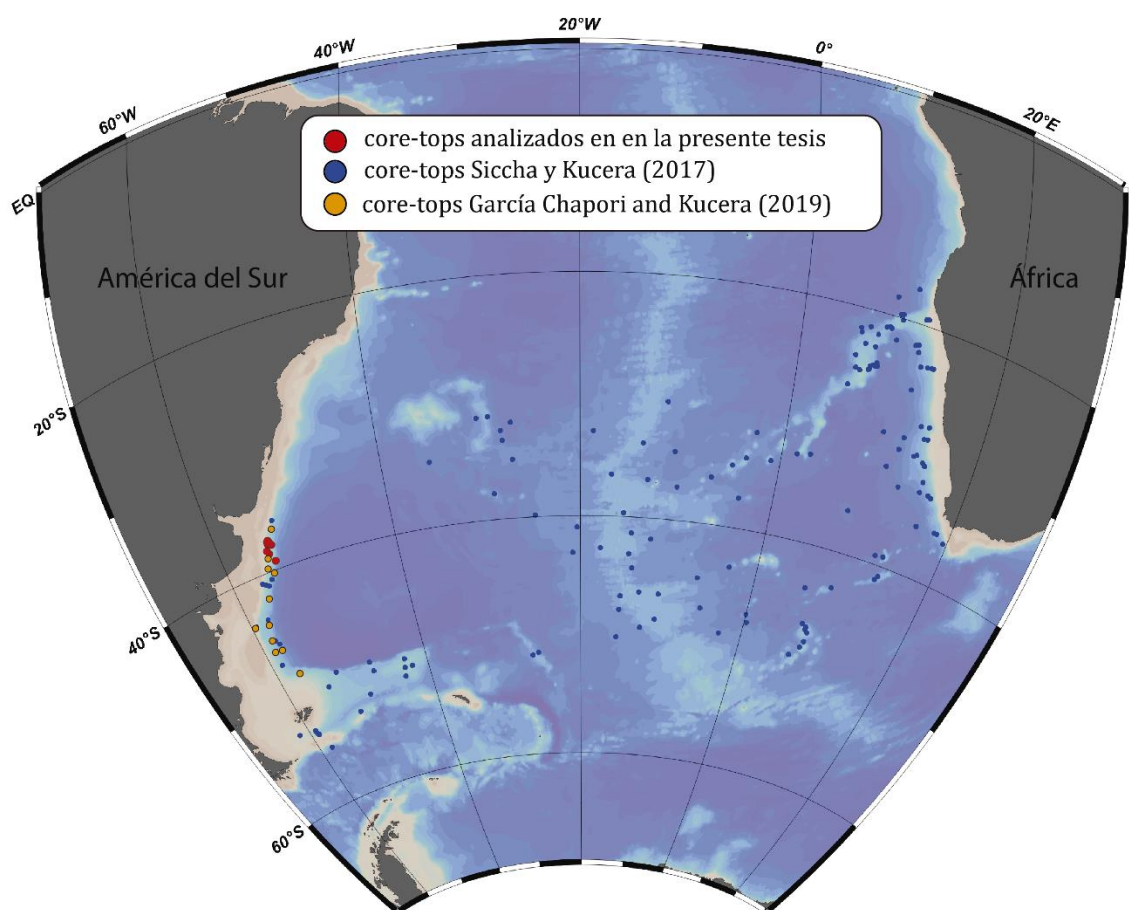 20°W
40°W
0°
60°W
20°E
EQ
core-tops analizados en en la presente tesis
core-tops Siccha y Kucera (2017)
core-tops García Chapori and Kucera (2019)
América del Sur
África
20°S
40°S
60°S